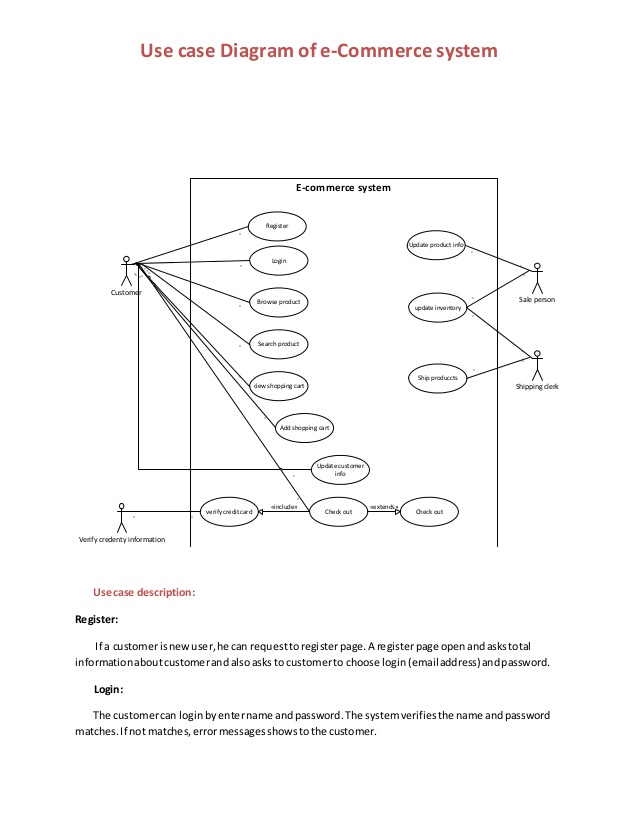 Use case Diagram of e-Commerce system
E-commerce system
Register
Login
Browse product
Search product
view shopping cart
Add shopping cart
Update customer
info
verify credit card
«include»
Check out
«extends»
Check out
Update product info
update inventory
Ship produccts
Customer
Sale person
Shipping clerk
Verify credenty information
Use case description:
Register:
If a customer is new user, he can request to register page. A register page open and asks total
information about customer and also asks to customer to choose login (email address) and password.
Login:
The customer can login by enter name and password. The system verifies the name and password
matches. If not matches, error messages shows to the customer.